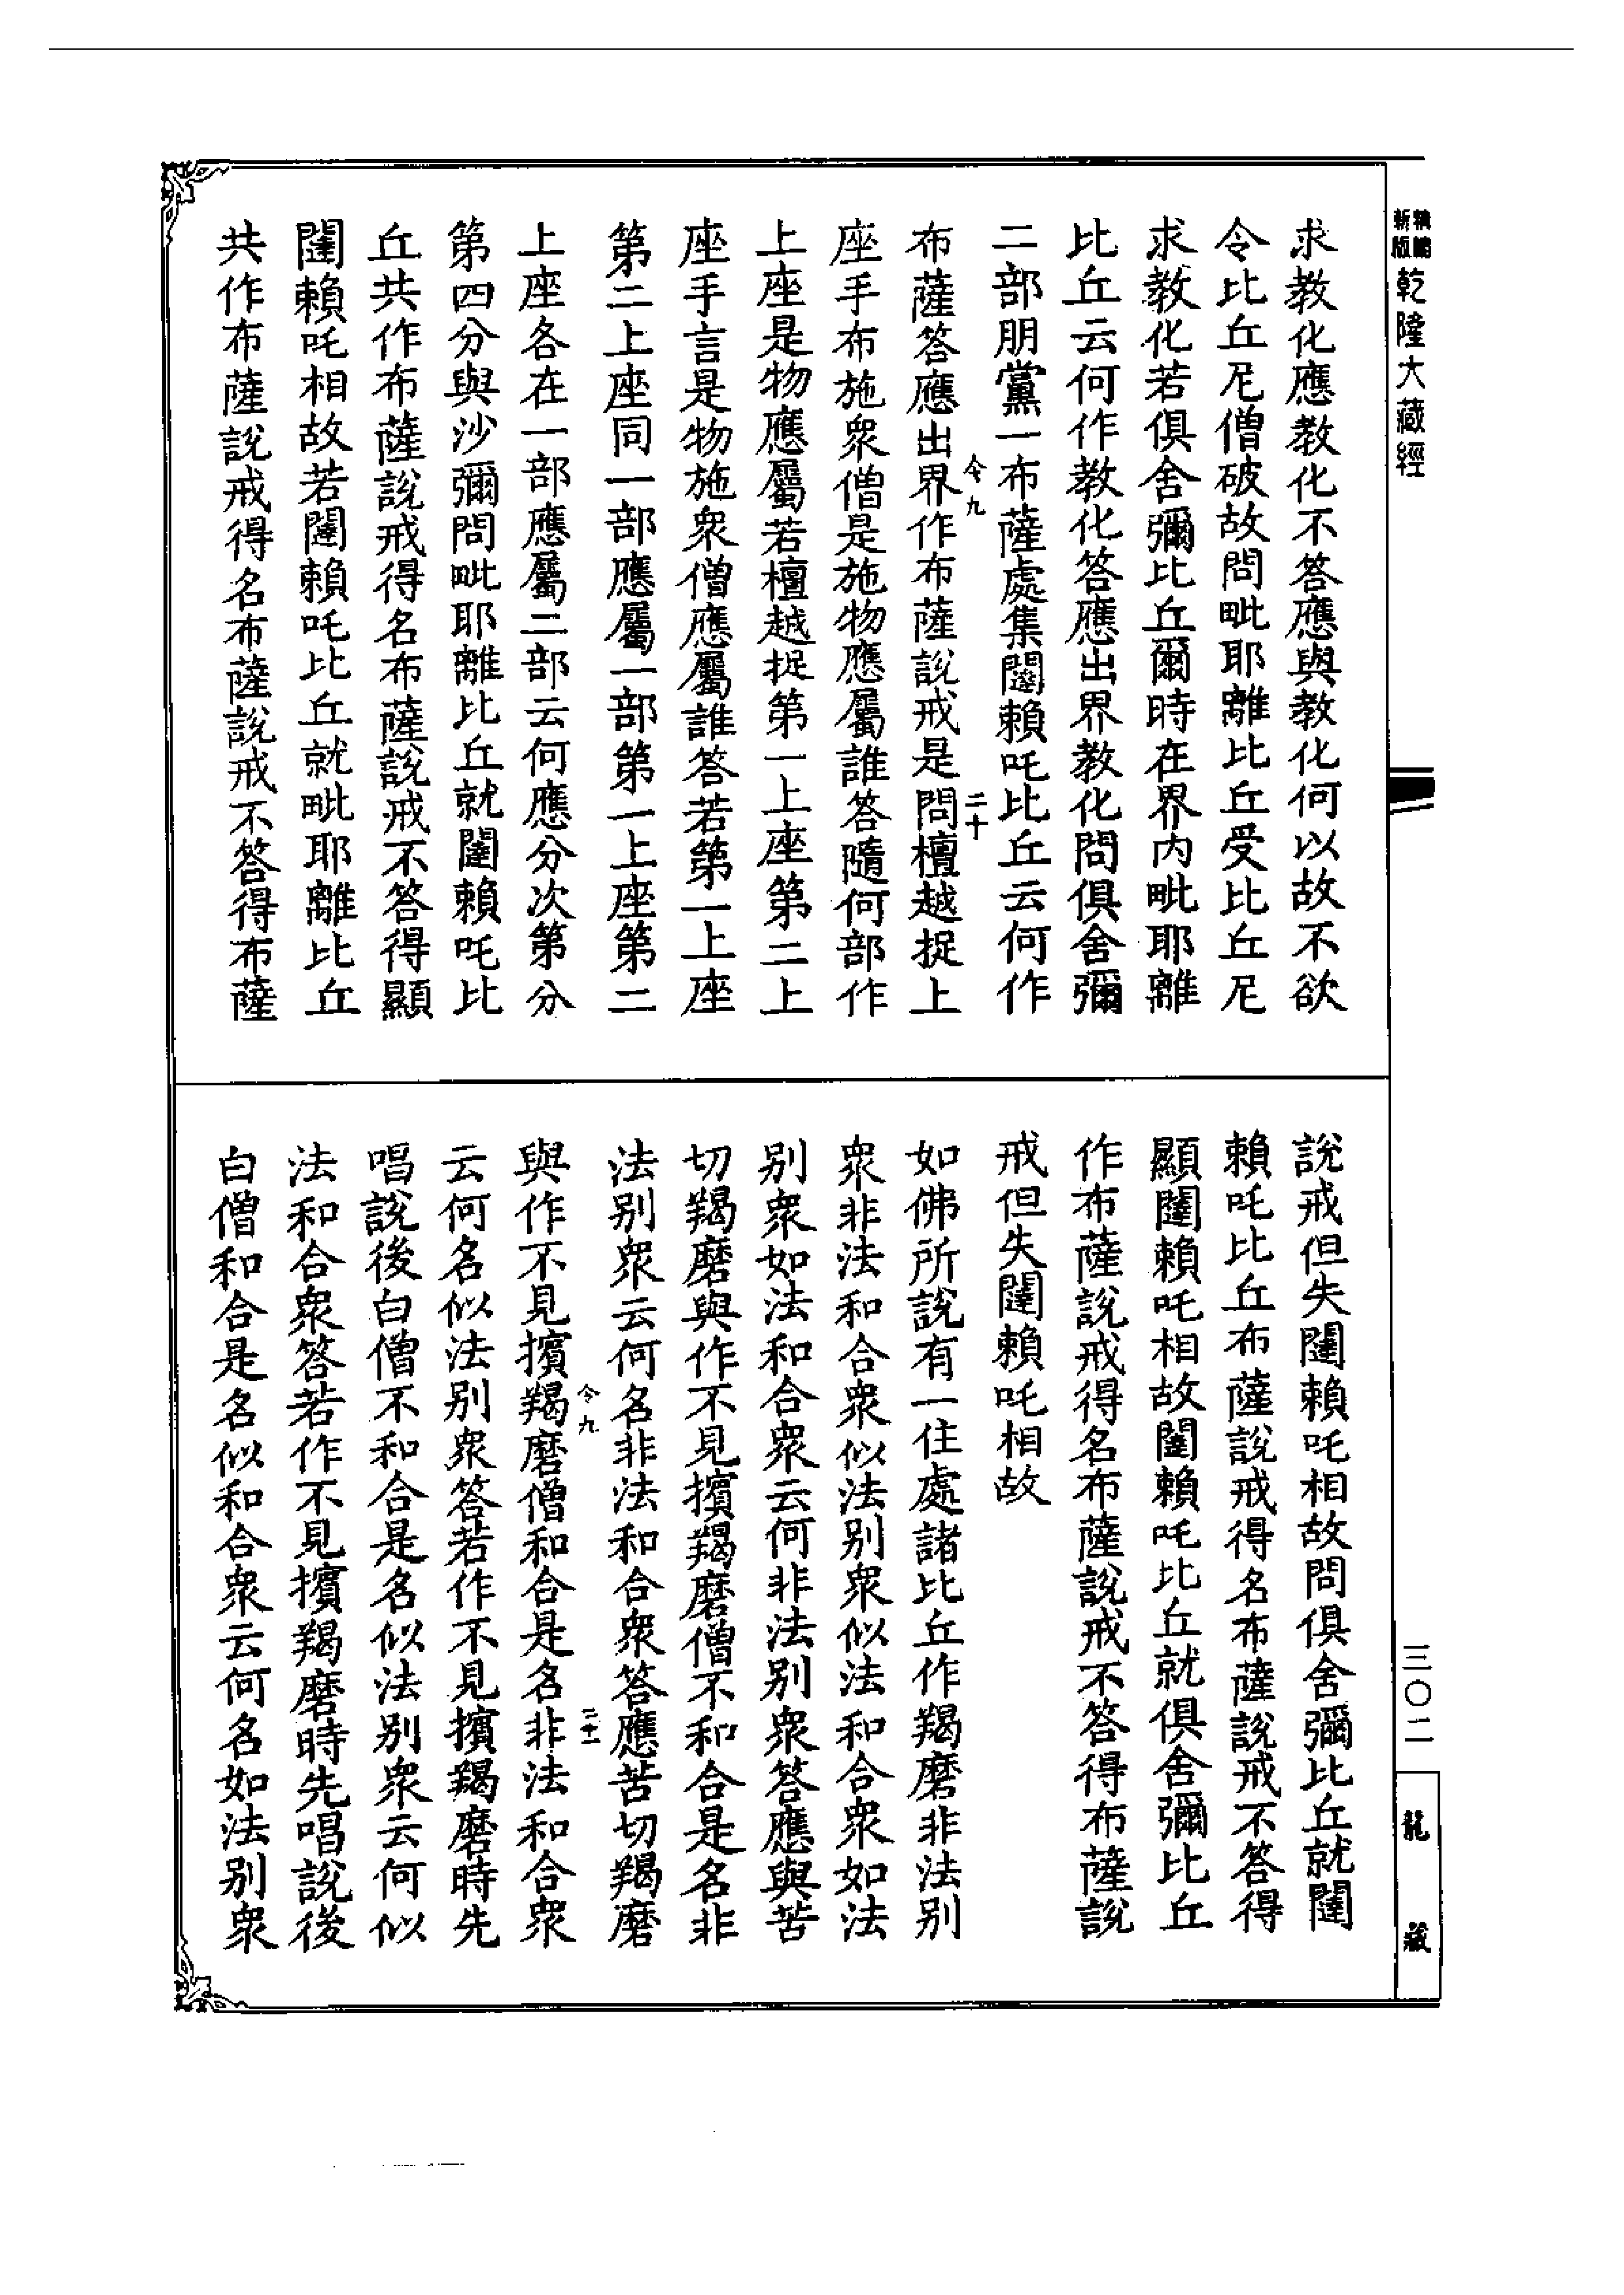 新版
精編
乾隆大藏經
求教化應教化不答應與教化何以故不欲
令比丘尼僧破故問毗耶離比丘受比丘尼
求教化若俱舍彌比丘爾時在界内毗耶離
比丘云何作教化答應出界教化問俱舍彌
二部朋黨一布薩處集闥賴吒比丘云何作
令九
二十
布薩答應出界作布薩說戒是問檀越捉上
座手布施衆僧是施物應屬誰答隨何部作
上座是物應屬若檀越捉第一上座第二上
座手言是物施衆僧應屬誰答若第一上座
第二上座同一部應屬一部第一上座第二
上座各在一部應屬二部云何應分次第分
第四分與沙彌問毗耶離比丘就闥賴吒比
丘共作布薩說戒得名布薩說戒不答得顯
闥賴吒相故若闥賴吒比丘就毗耶離比丘
共作布薩說戒得名布薩說戒不答得布薩
說戒但失闥賴吒相故問俱舍彌比丘就闥
賴吒比丘布薩說戒得名布薩說戒不答得
顯闥賴吒相故闥賴吒比丘就俱舍彌比丘
作布薩說戒得名布薩說戒不答得布薩說
戒但失闥賴吒相故
如佛所說有一住處諸比丘作羯磨非法别
衆非法和合衆似法别衆似法和合衆如法
别衆如法和合衆云何非法别衆答應與苦
切羯磨與作不見擯羯磨僧不和合是名非
法别衆云何名非法和合衆答應苦切羯磨
令九
二十一
與作不見擯羯磨僧和合是名非法和合衆
云何名似法别衆答若作不見擯羯磨時先
唱說後白僧不和合是名似法别衆云何似
法和合衆答若作不見擯羯磨時先唱說後
白僧和合是名似和合衆云何名如法别衆
三〇二
龍藏